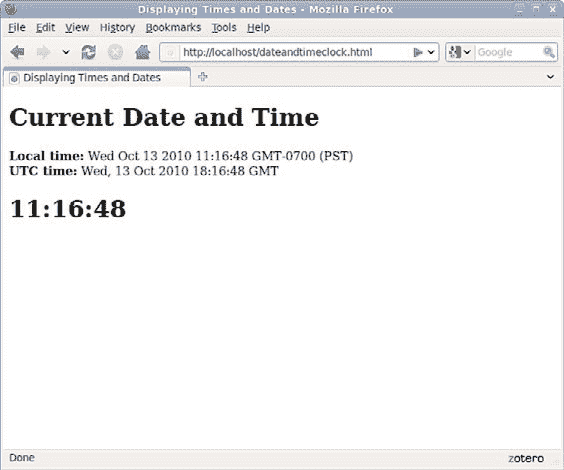 Displaying Times and Dates - Mozilla Firefox
File Edit View History Bookmarks Tools Help
http://localhost/dateandtimeclock.html Google
Displaying Times and Dates
Current Date and Time
Local time: Wed Oct 13 2010 11:16:48 GMT-0700 (PST)
UTC time: Wed, 13 Oct 2010 18:16:48 GMT
11:16:48
Done zotero